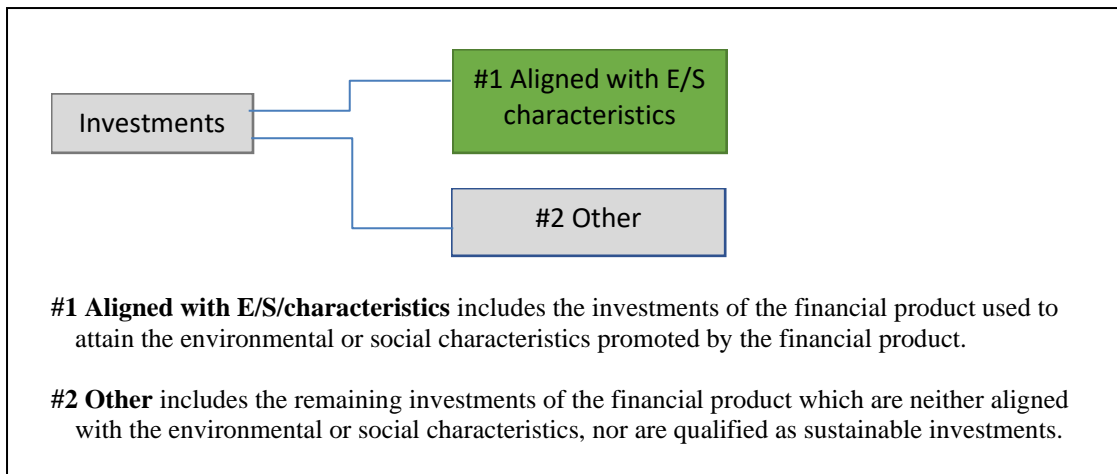 #1 Aligned with E/S
characteristics
Investments
#2 Other
#1 Aligned with E/S/characteristics includes the investments of the financial product used to
attain the environmental or social characteristics promoted by the financial product.
#2 Other includes the remaining investments of the financial product which are neither aligned
with the environmental or social characteristics, nor are qualified as sustainable investments.